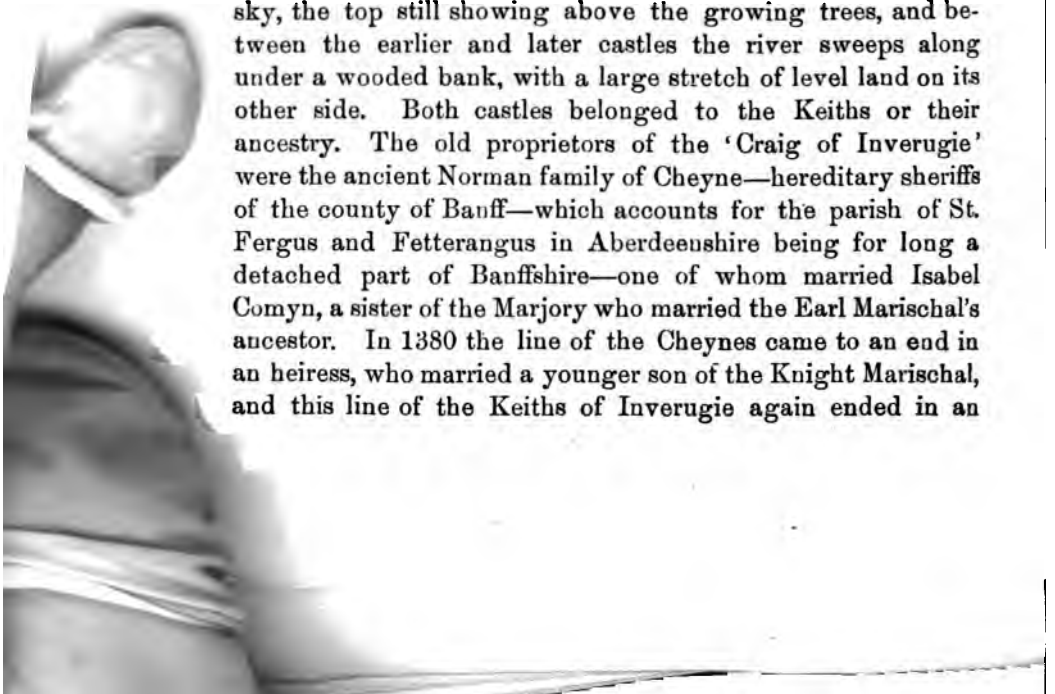 sky, the top still showing above the growing trees, and be-
tween the earlier and later castles the river sweeps along
under a wooded bank, with a large stretch of level land on its
other side. Both castles belonged to the Keiths or their
ancestry. The old proprietors of the ‘Craig of Inverugie’
were the ancient Norman family of Cheyne—hereditary sheriffs
of the county of Banff—which accounts for the parish of St.
Fergus and Fetterangus in Aberdeenshire being for long a
detached part of Banffshire—one of whom married Isabel
Comyn, a sister of the Marjory who married the Earl Marischal's
ancestor. In 1380 the line of the Cheynes came to an end in
an heiress, who married a younger son of the Knight Marischal,
and this line of the Keiths of Inverugie again ended in an